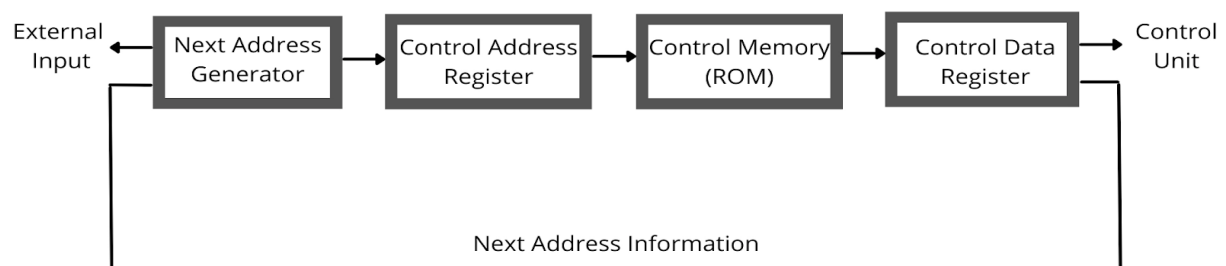 External
Input
Next Address
Generator
Control Address
Register
Control Memory
(ROM)
Control Data
Register
Control
Unit
Next Address Information